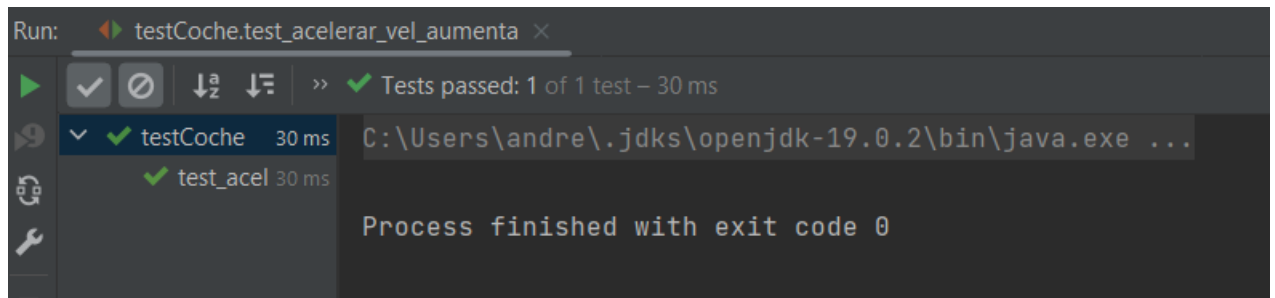 Run: testCoche.test_acelerar_vel_aumenta ×
Tests passed: 1 of 1 test – 30 ms
testCoche 30 ms
C:\Users\andre\.jdks\openjdk-19.0.2\bin\java.exe ...
test_acel 30 ms
Process finished with exit code 0